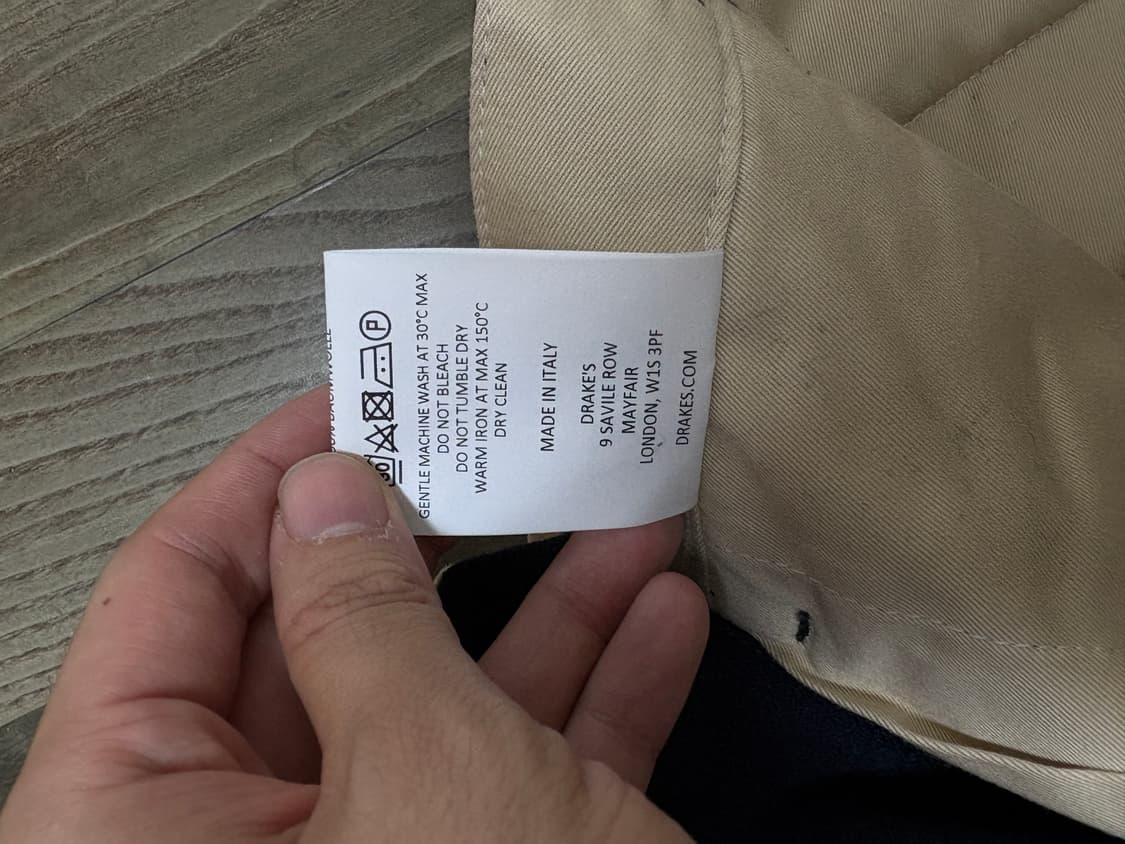 30
P
GENTLE MACHINE WASH AT 30°C MAX
DO NOT BLEACH
DO NOT TUMBLE DRY
WARM IRON AT MAX 150°C
DRY CLEAN
MADE IN ITALY
DRAKE'S
9 SAVILE ROW
MAYFAIR
LONDON, W1S 3PF
DRAKES.COM